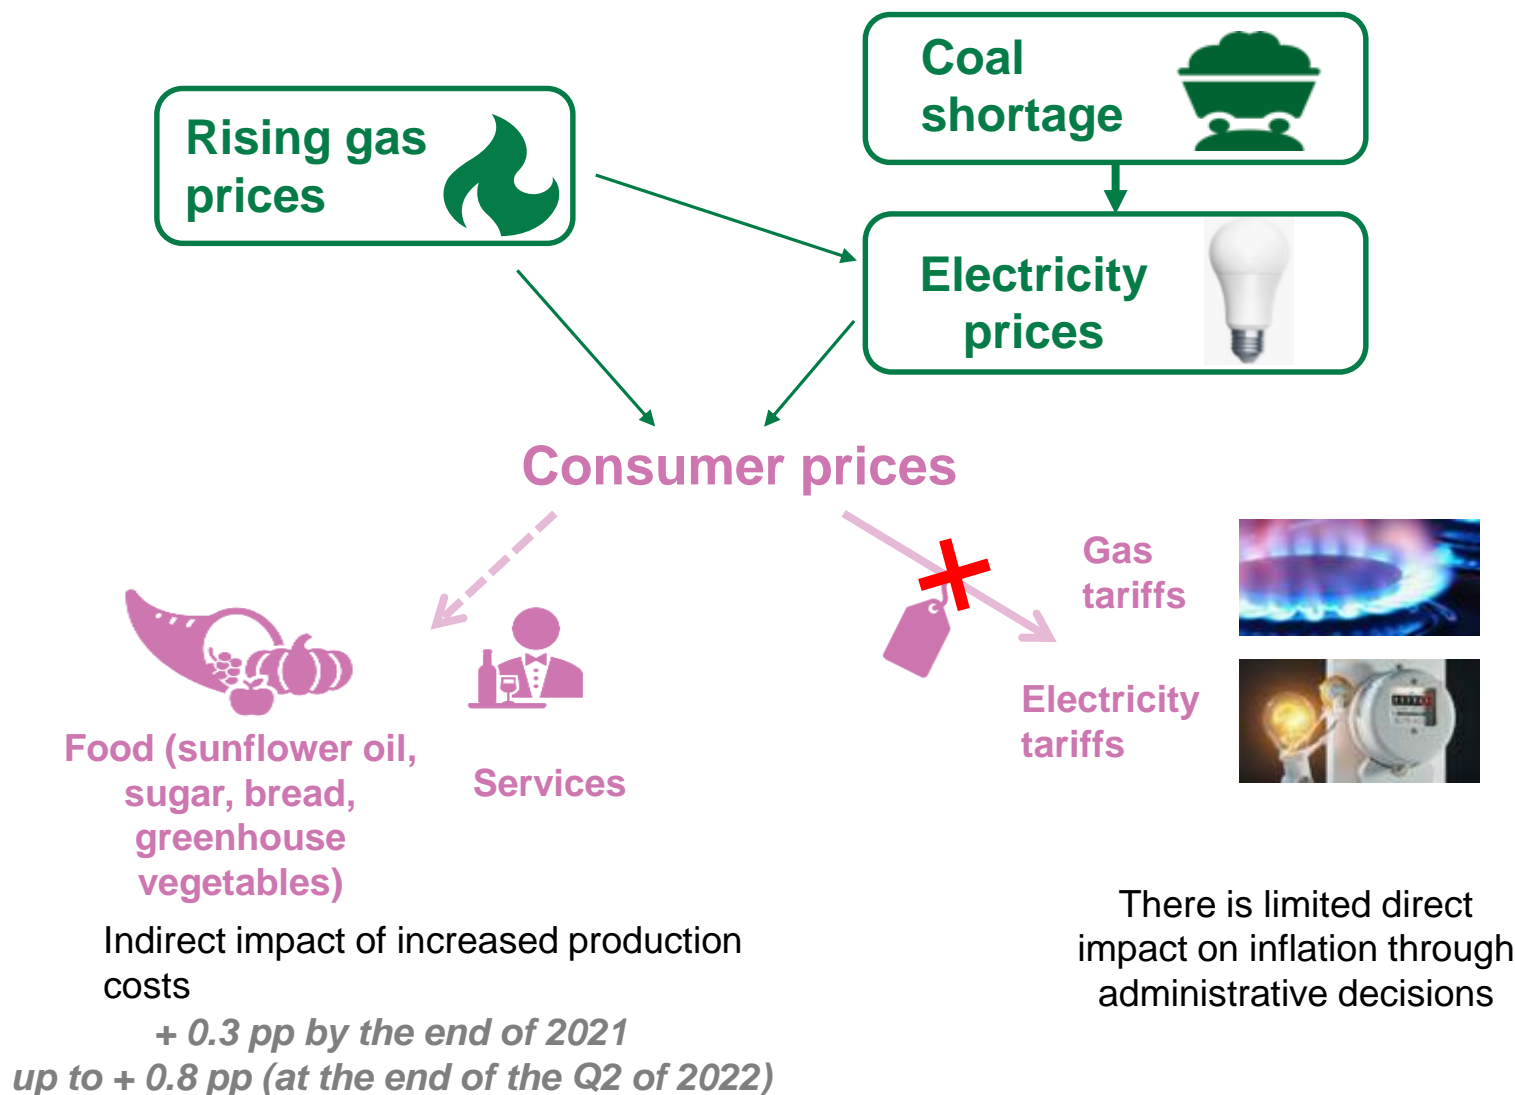 Coal
shortage
Rising gas
prices
Electricity
prices
Consumer prices
Gas
tariffs
Electricity
tariffs
Food (sunflower oil,
sugar, bread,
greenhouse
vegetables)
Services
Indirect impact of increased production
costs
+ 0.3 pp by the end of 2021
up to + 0.8 pp (at the end of the Q2 of 2022)
There is limited direct
impact on inflation through
administrative decisions